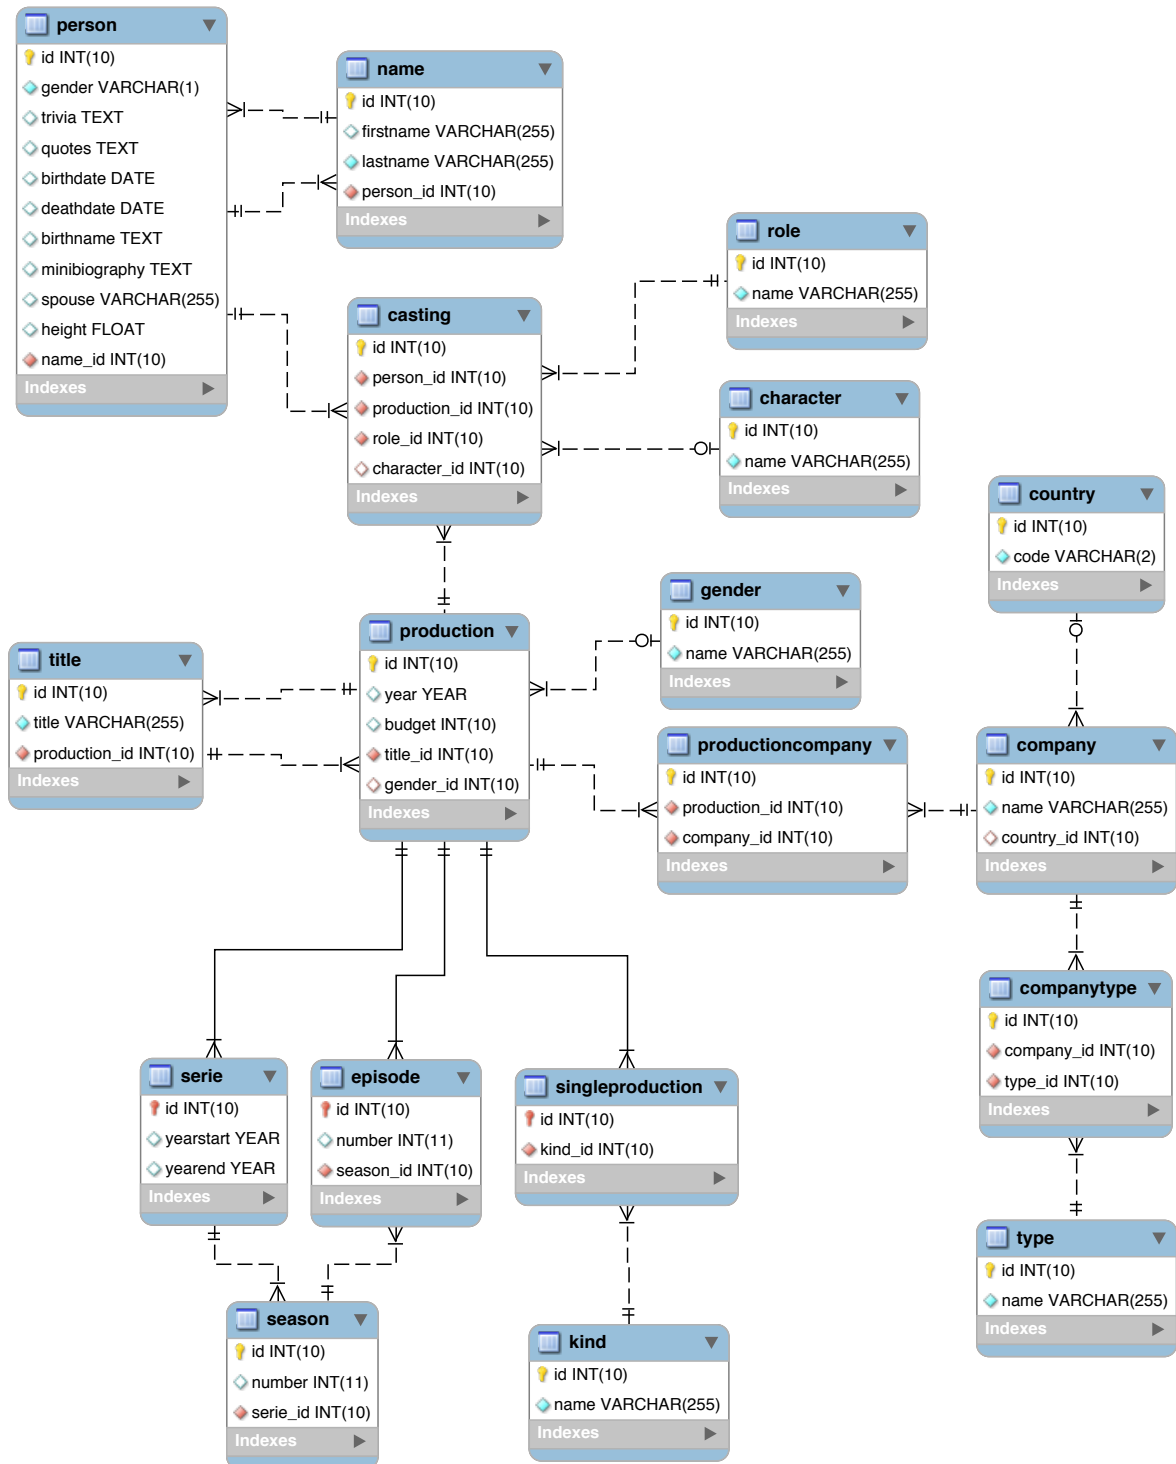 person
id INT(10)
gender VARCHAR(1)
trivia TEXT
quotes TEXT
birthdate DATE
deathdate DATE
birthname TEXT
minibiography TEXT
spouse VARCHAR(255)
height FLOAT
name_id INT(10)
Indexes
name
id INT(10)
firstname VARCHAR(255)
lastname VARCHAR(255)
person_id INT(10)
Indexes
role
id INT(10)
name VARCHAR(255)
Indexes
casting
id INT(10)
person_id INT(10)
production_id INT(10)
role_id INT(10)
character_id INT(10)
Indexes
character
id INT(10)
name VARCHAR(255)
Indexes
country
id INT(10)
code VARCHAR(2)
Indexes
gender
id INT(10)
name VARCHAR(255)
Indexes
production
id INT(10)
year YEAR
budget INT(10)
title_id INT(10)
gender_id INT(10)
Indexes
title
id INT(10)
title VARCHAR(255)
production_id INT(10)
Indexes
productioncompany
id INT(10)
production_id INT(10)
company_id INT(10)
Indexes
company
id INT(10)
name VARCHAR(255)
country_id INT(10)
Indexes
companytype
id INT(10)
company_id INT(10)
type_id INT(10)
Indexes
serie
id INT(10)
yearstart YEAR
yearend YEAR
Indexes
episode
id INT(10)
number INT(11)
season_id INT(10)
Indexes
singleproduction
id INT(10)
kind_id INT(10)
Indexes
type
id INT(10)
name VARCHAR(255)
Indexes
season
id INT(10)
number INT(11)
serie_id INT(10)
Indexes
kind
id INT(10)
name VARCHAR(255)
Indexes